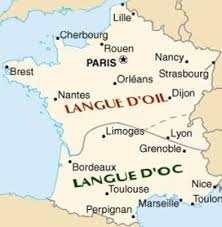 Lille
Cherbourg
Rouen
PARIS
Nancy
Strasbourg
Brest
Orléans
Nantes
LANGUE D'OIL
Dijon
Limoges
Lyon
Grenoble
Bordeaux
LANGUE D'OC
Nice
Toulouse
Marseille
Toulon
Perpignan